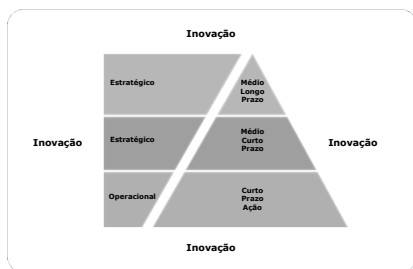 Inovação
Estratégico
Médio
Longo
Prazo
Inovação
Estratégico
Médio
Curto
Prazo
Inovação
Operacional
Curto
Prazo
Ação
Inovação